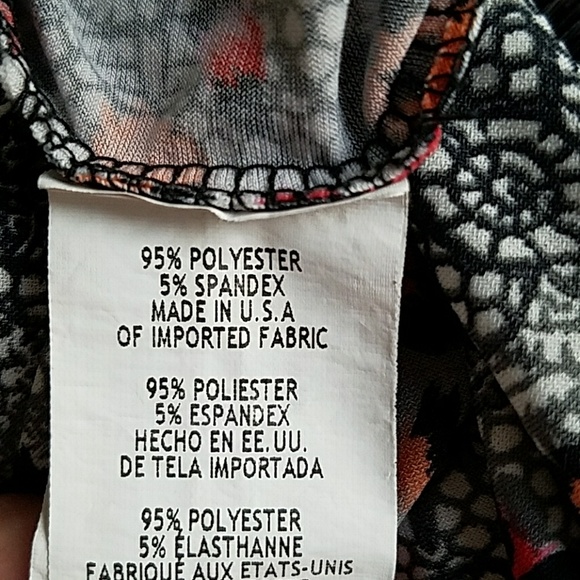 95% POLYESTER
5% SPANDEX
MADE IN U.S.A
OF IMPORTED FABRIC
95% POLIESTER
5% ESPANDEX
HECHO EN EE.UU.
DE TELA IMPORTADA
95% POLYESTER
5% ÉLASTHANNE
FABRIQUÉ AUX ETATS-UNIS